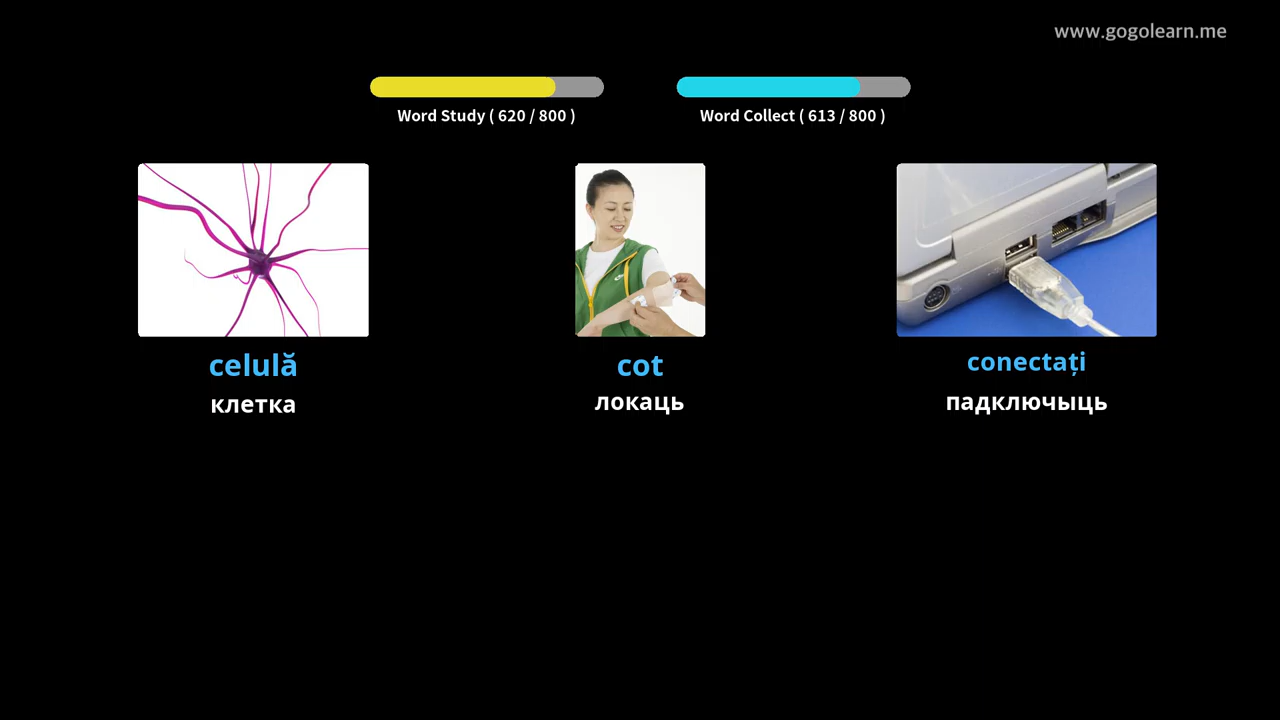 www.gogolearn.me
Word Study ( 620 / 800 )
Word Collect ( 613 / 800 )
celulă
клетка
cot
локаць
conectați
падключыць